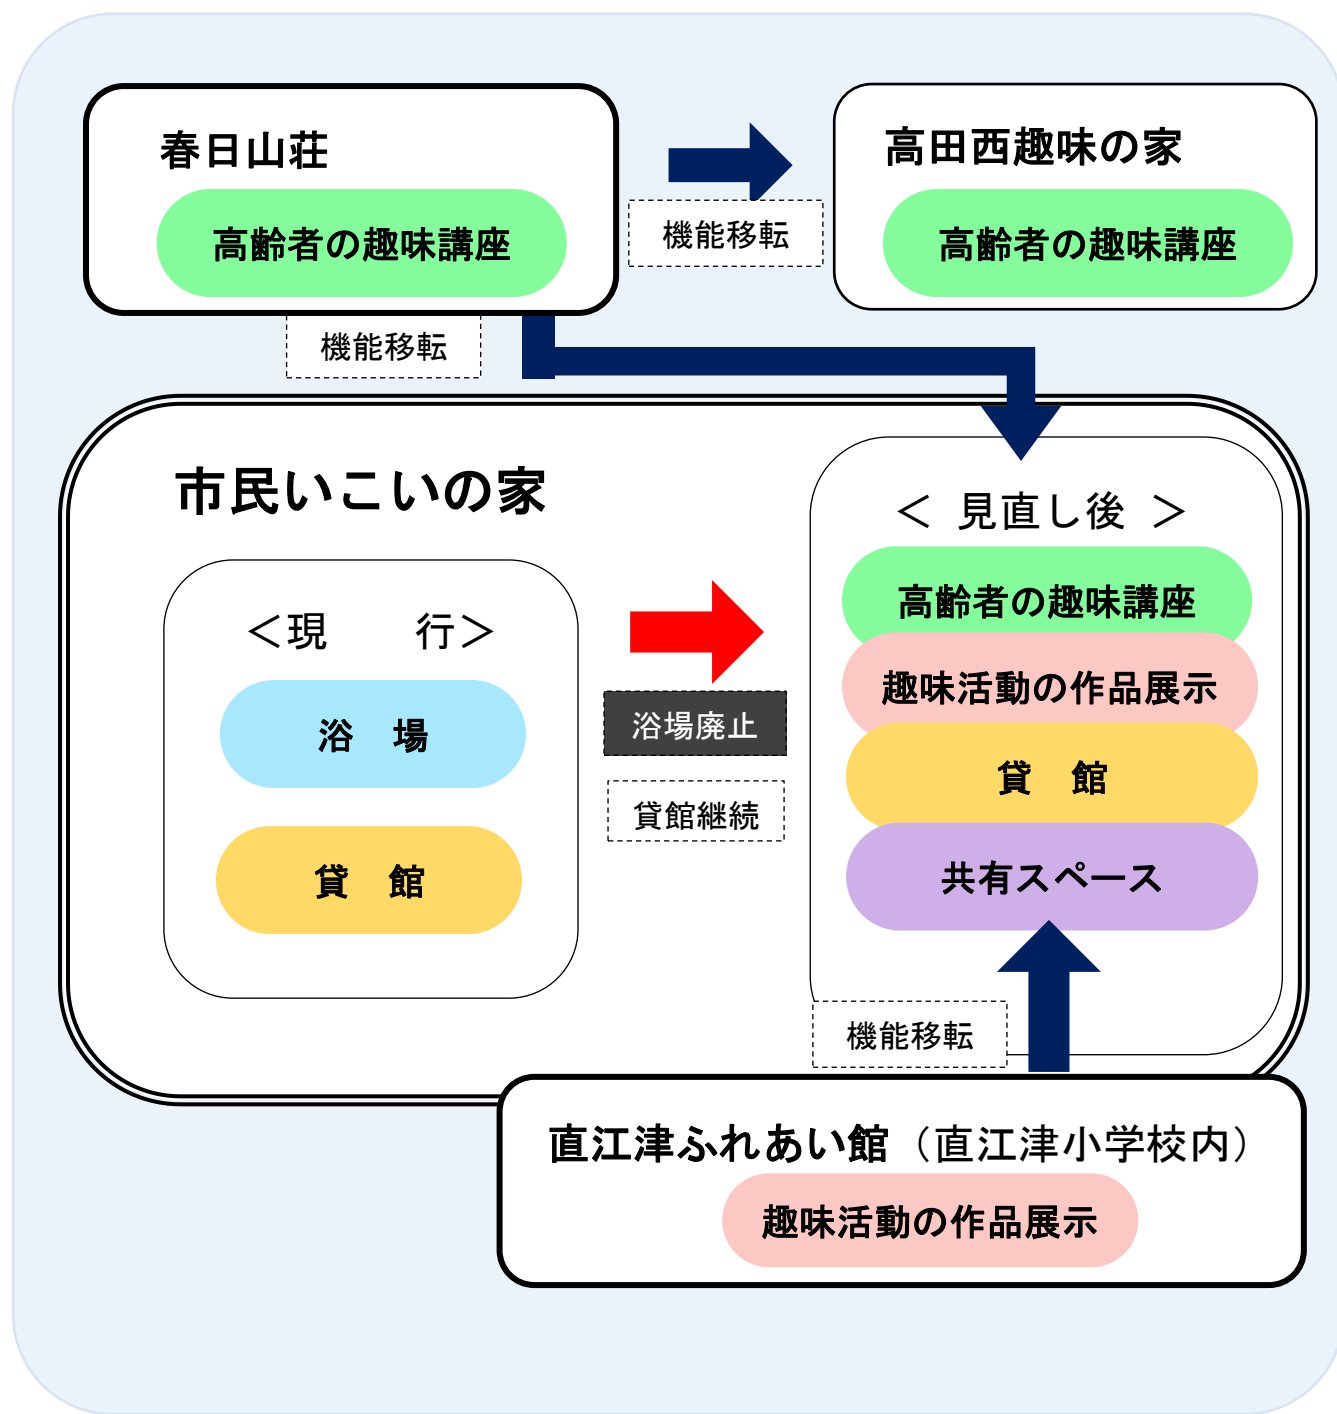 春日山荘
高齢者の趣味講座
機能移転
高田西趣味の家
高齢者の趣味講座
機能移転
市民いこいの家
＜現　　行＞
浴　場
貸　館
浴場廃止
貸館継続
＜ 見直し後 ＞
高齢者の趣味講座
趣味活動の作品展示
貸　館
共有スペース
機能移転
直江津ふれあい館（直江津小学校内）
趣味活動の作品展示